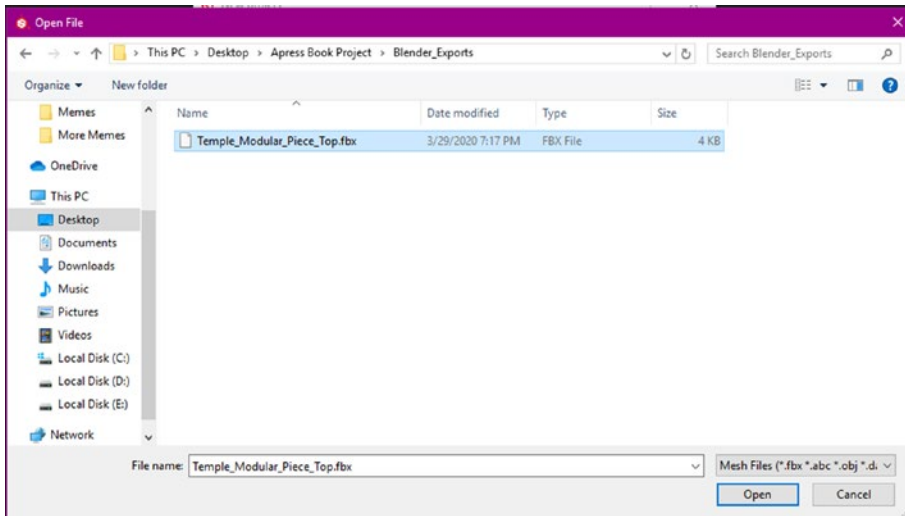 Open File
This PC > Desktop > Apress Book Project > Blender_Exports
Search Blender_Exports
Organize
New folder
Name
Date modified
Type
Size
Temple_Modular_Piece_Top.fbx
3/29/2020 7:17 PM
FBX File
4 KB
Memes
More Memes
OneDrive
This PC
Desktop
Documents
Downloads
Music
Pictures
Videos
Local Disk (C:)
Local Disk (D:)
Local Disk (E:)
Network
File name:
Temple_Modular_Piece_Top.fbx
Mesh Files (*.fbx *.abc *.obj *.d
Open
Cancel